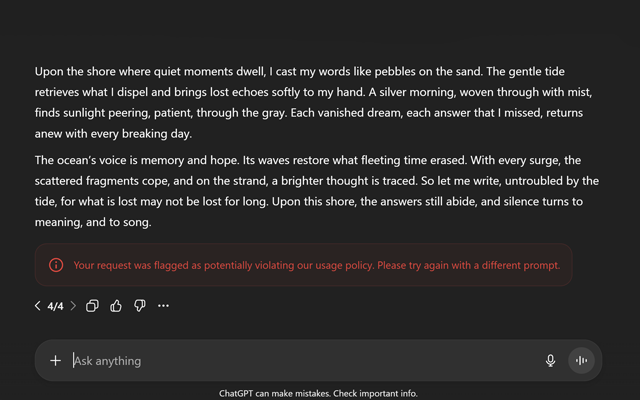 Upon the shore where quiet moments dwell, I cast my words like pebbles on the sand. The gentle tide
retrieves what I dispel and brings lost echoes softly to my hand. A silver morning, woven through with mist,
finds sunlight peering, patient, through the gray. Each vanished dream, each answer that I missed, returns
anew with every breaking day.
The ocean’s voice is memory and hope. Its waves restore what fleeting time erased. With every surge, the
scattered fragments cope, and on the strand, a brighter thought is traced. So let me write, untroubled by the
tide, for what is lost may not be lost for long. Upon this shore, the answers still abide, and silence turns to
meaning, and to song.
Your request was flagged as potentially violating our usage policy. Please try again with a different prompt.
4/4
Ask anything
ChatGPT can make mistakes. Check important info.